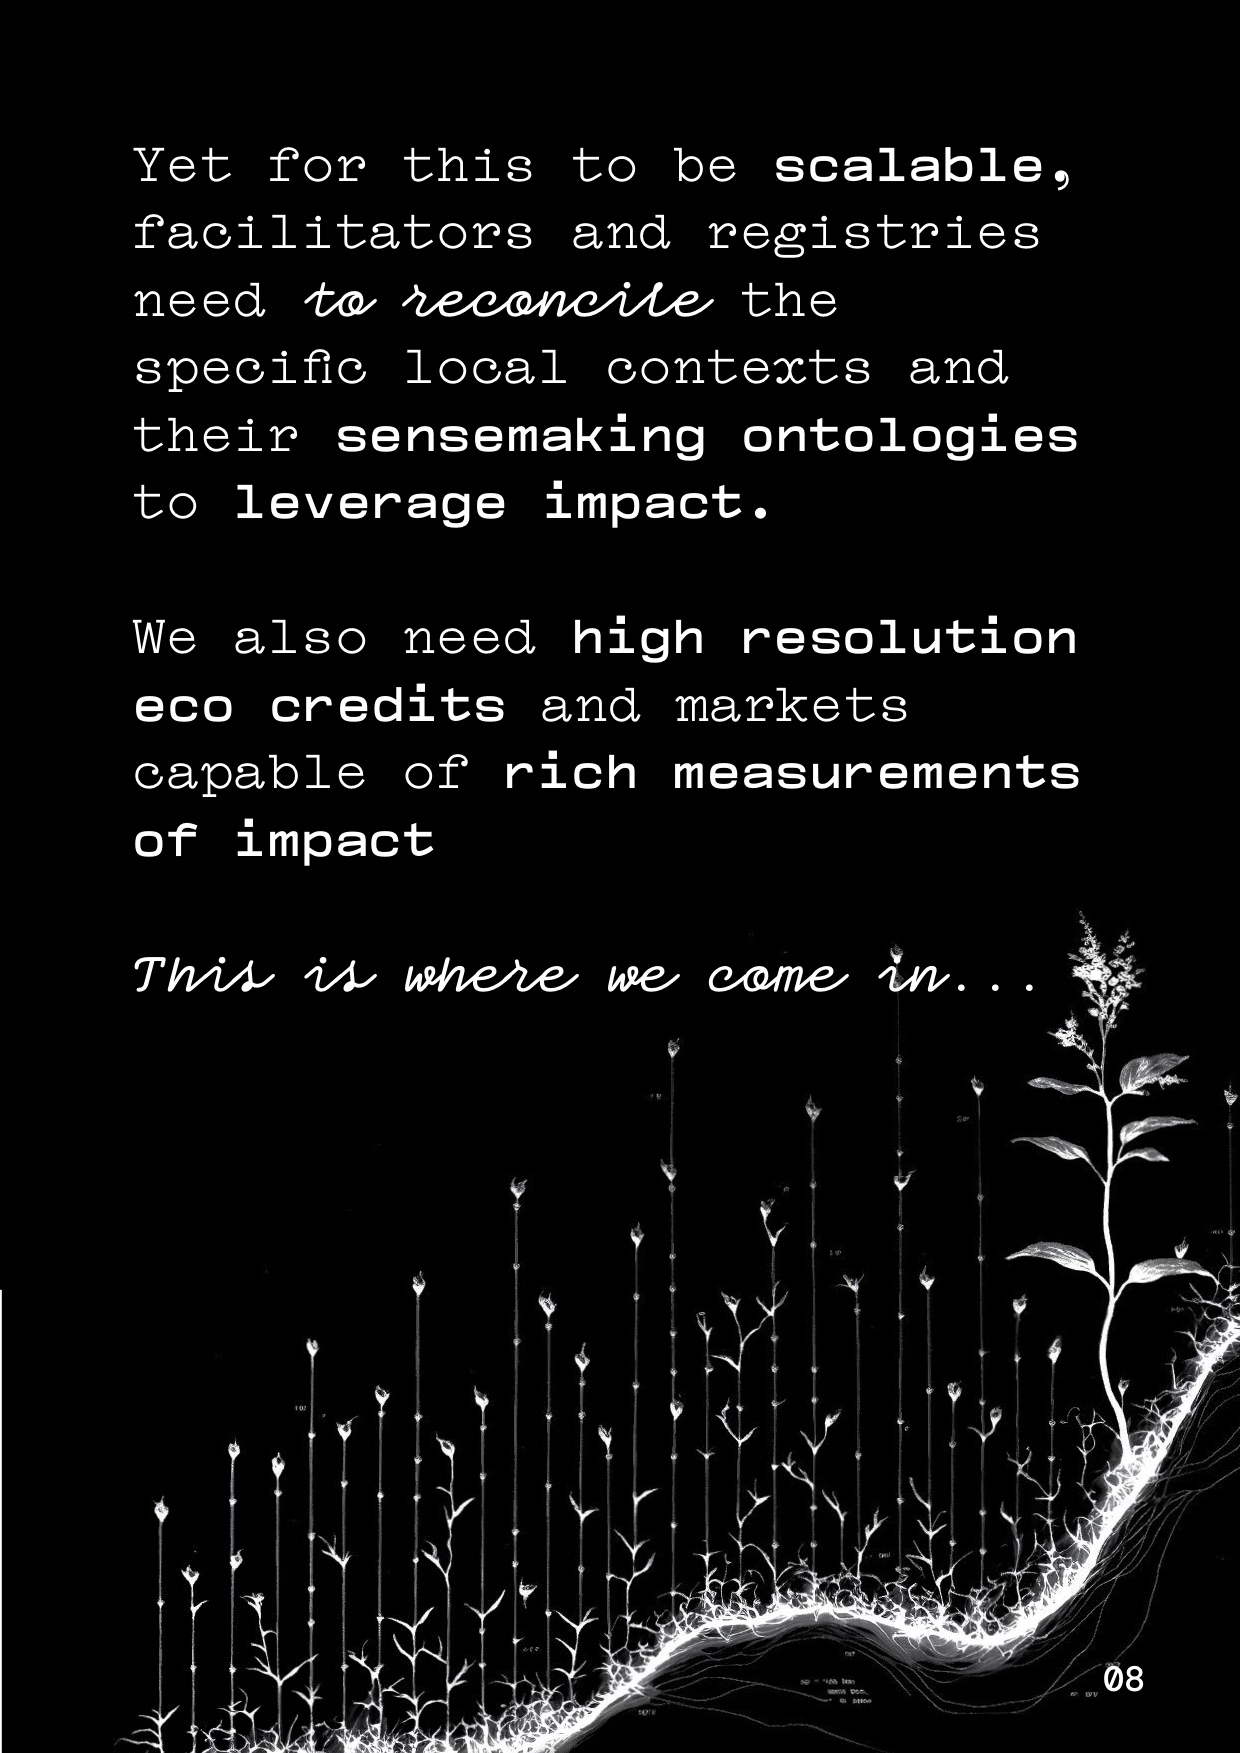 Yet for this to be scalable,
facilitators and registries
need to reconcile the
specific local contexts and
their sensemaking ontologies
to leverage impact.
We also need high resolution
eco credits and markets
capable of rich measurements
of impact
This is where we come in...
08